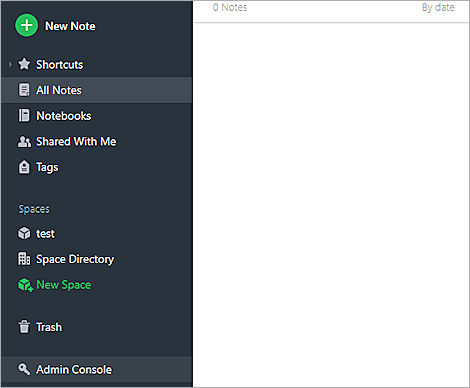 New Note
0 Notes
By date
Shortcuts
All Notes
Notebooks
Shared With Me
Tags
Spaces
test
Space Directory
New Space
Trash
Admin Console